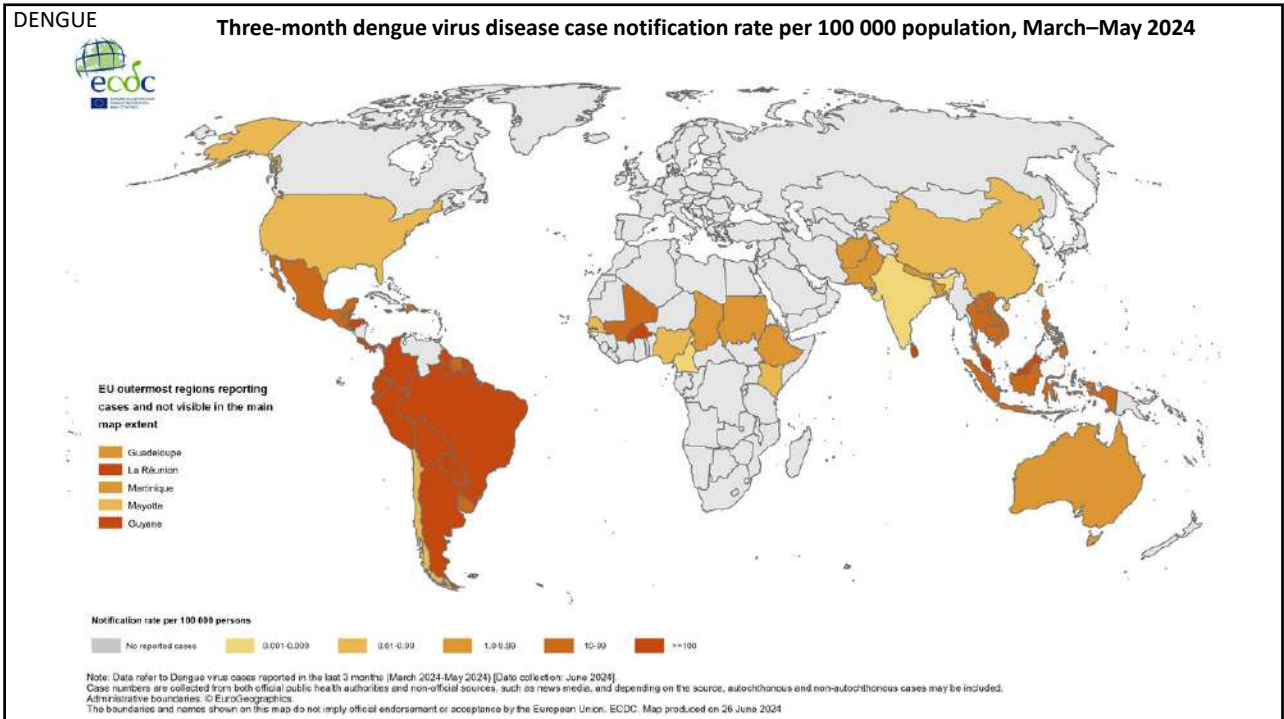 DENGUE
Three-month dengue virus disease case notification rate per 100 000 population, March–May 2024
ecdc
EU outermost regions reporting
cases and not visible in the main
map extent
Guadeloupe
La Réunion
Martinique
Mayotte
Guyane
Notification rate per 100 000 persons
No reported cases
0.001-0.009
0.01-0.99
1.0-9.99
10-99
>=100
Note: Data refer to Dengue virus cases reported in the last 3 months (March 2024-May 2024) [Data collection: June 2024].
Case numbers are collected from both official public health authorities and non-official sources, such as news media, and depending on the source, autochthonous and non-autochthonous cases may be included.
Administrative boundaries: © EuroGeographics
The boundaries and names shown on this map do not imply official endorsement or acceptance by the European Union. ECDC. Map produced on 26 June 2024